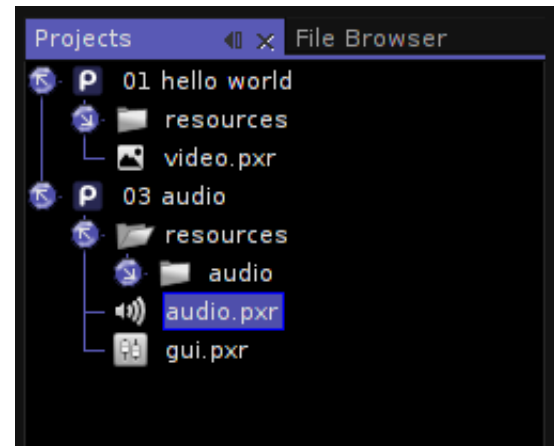 Projects
File Browser
P 01 hello world
resources
video.pxr
P 03 audio
resources
audio
audio.pxr
gui.pxr